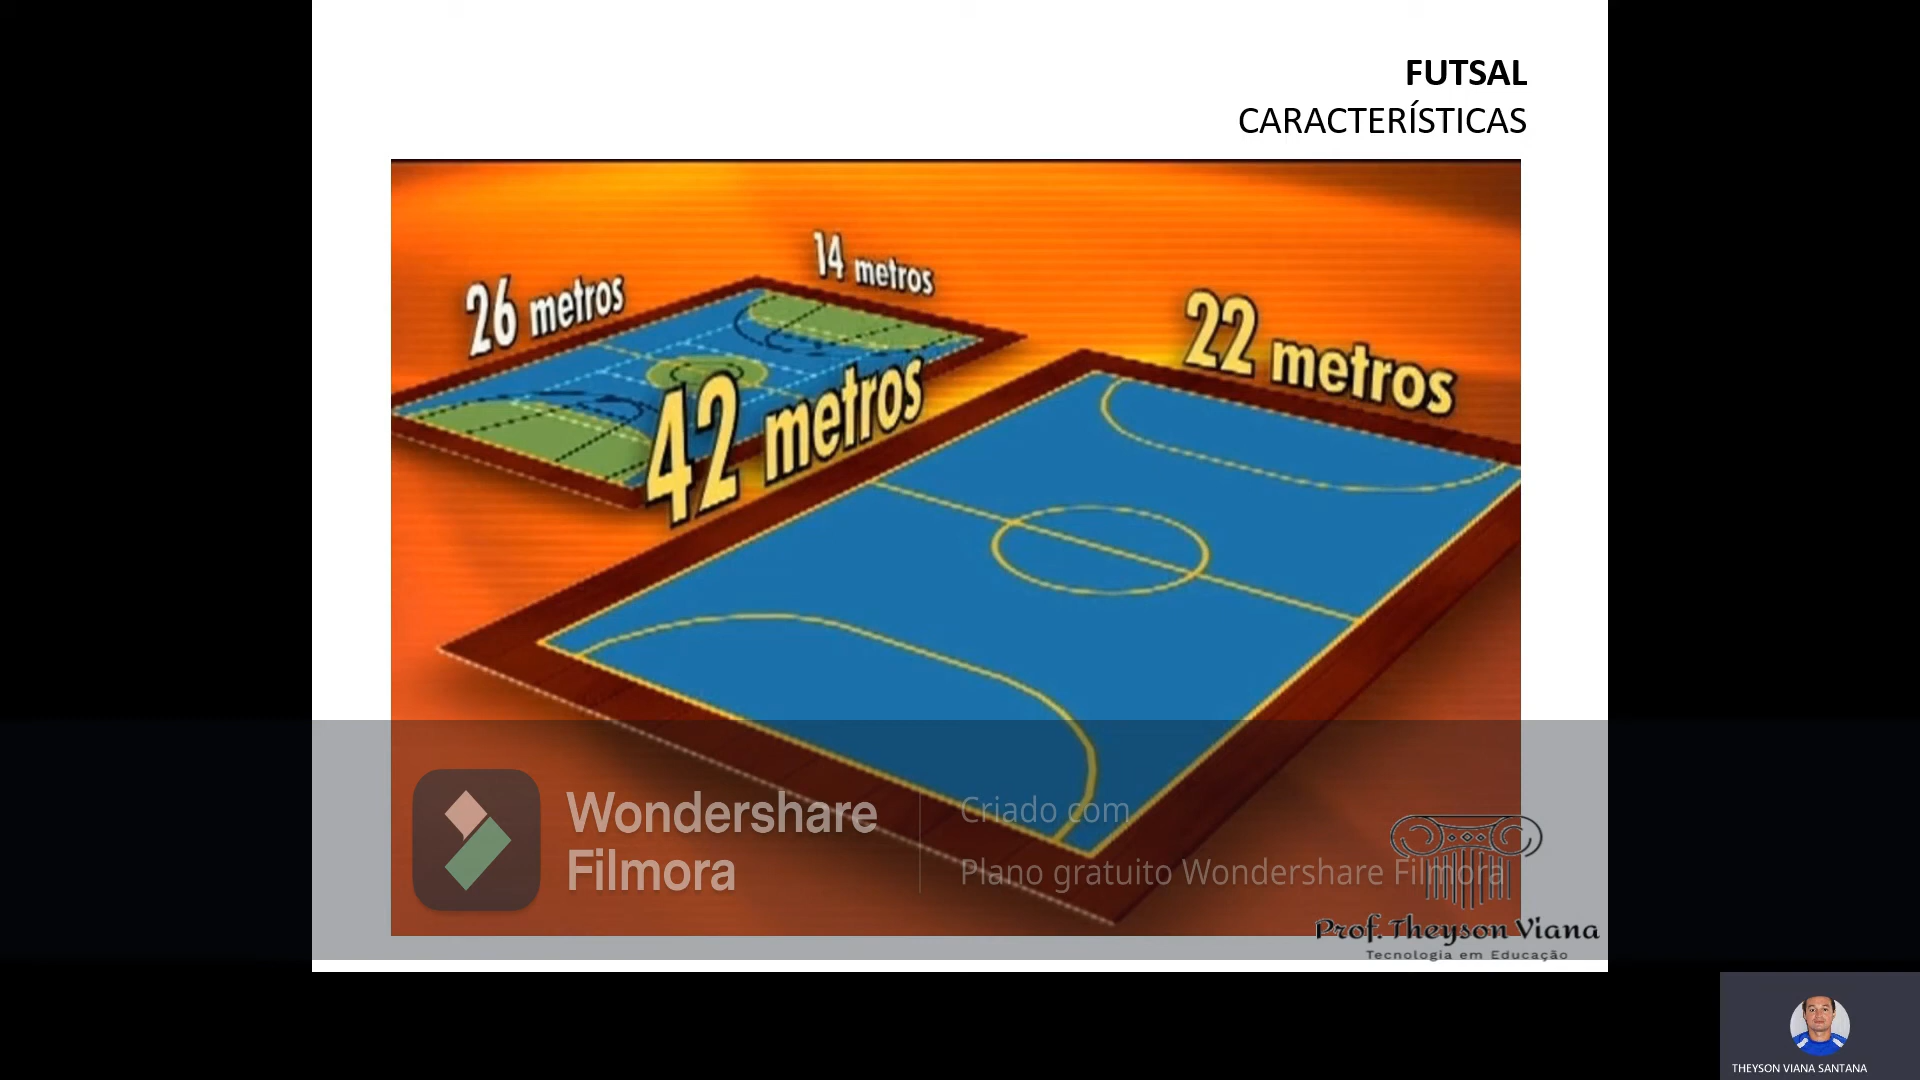 FUTSAL
CARACTERÍSTICAS
14 metros
26 metros
22 metros
42 metros
Wondershare
Filmora
Criado com
Plano gratuito Wondershare Filmora
Prof. Theyson Viana
Tecnologia em Educação
THEYSON VIANA SANTANA